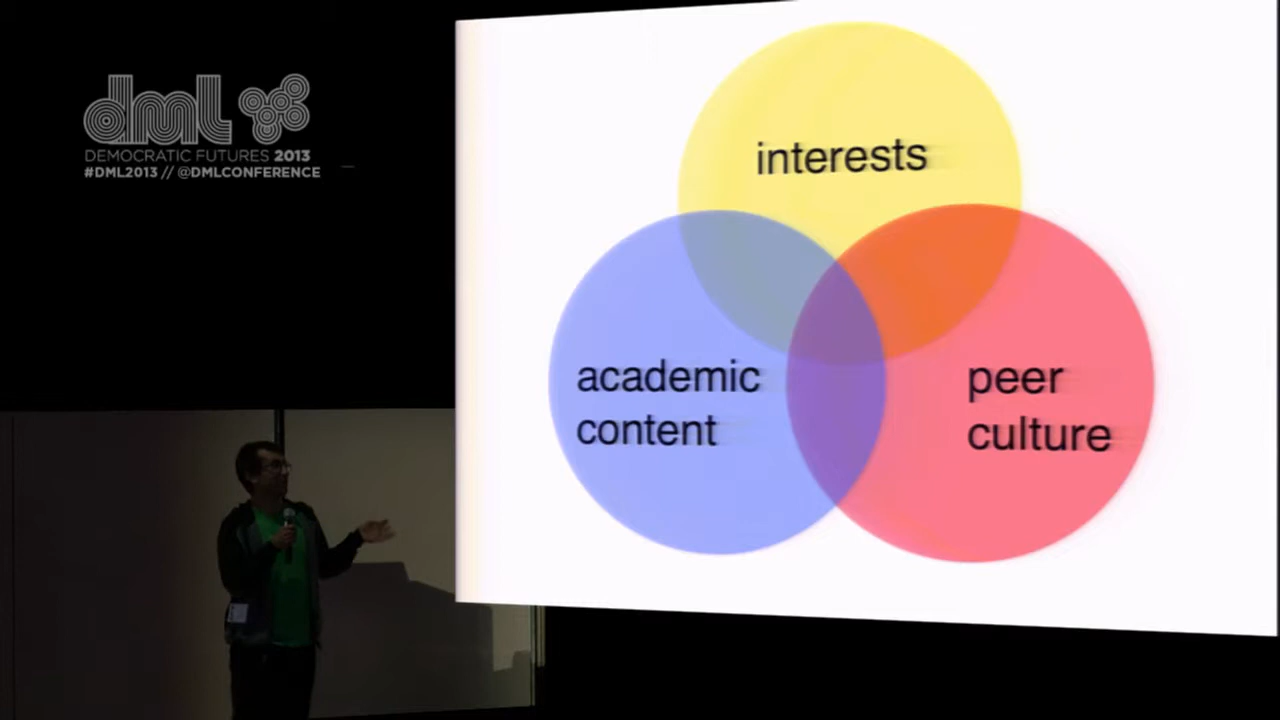 dml
DEMOCRATIC FUTURES 2013
#DML2013 // @DMLCONFERENCE
interests
academic
content
peer
culture